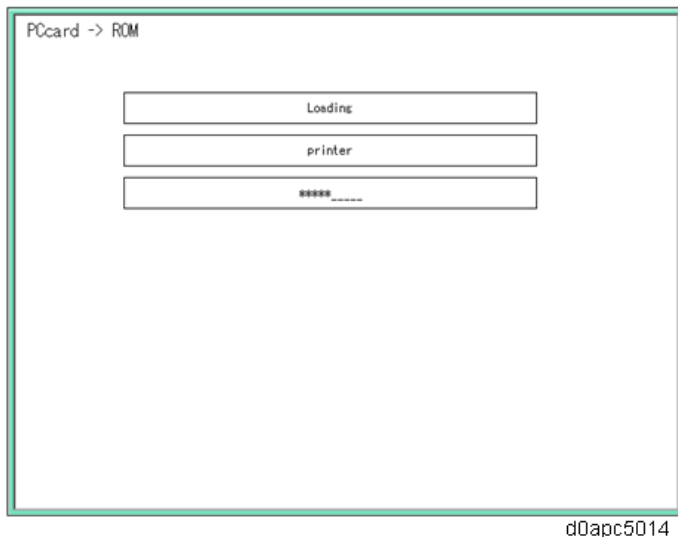 PCcard -> ROM
Loading
printer
*****_____
d0apc5014